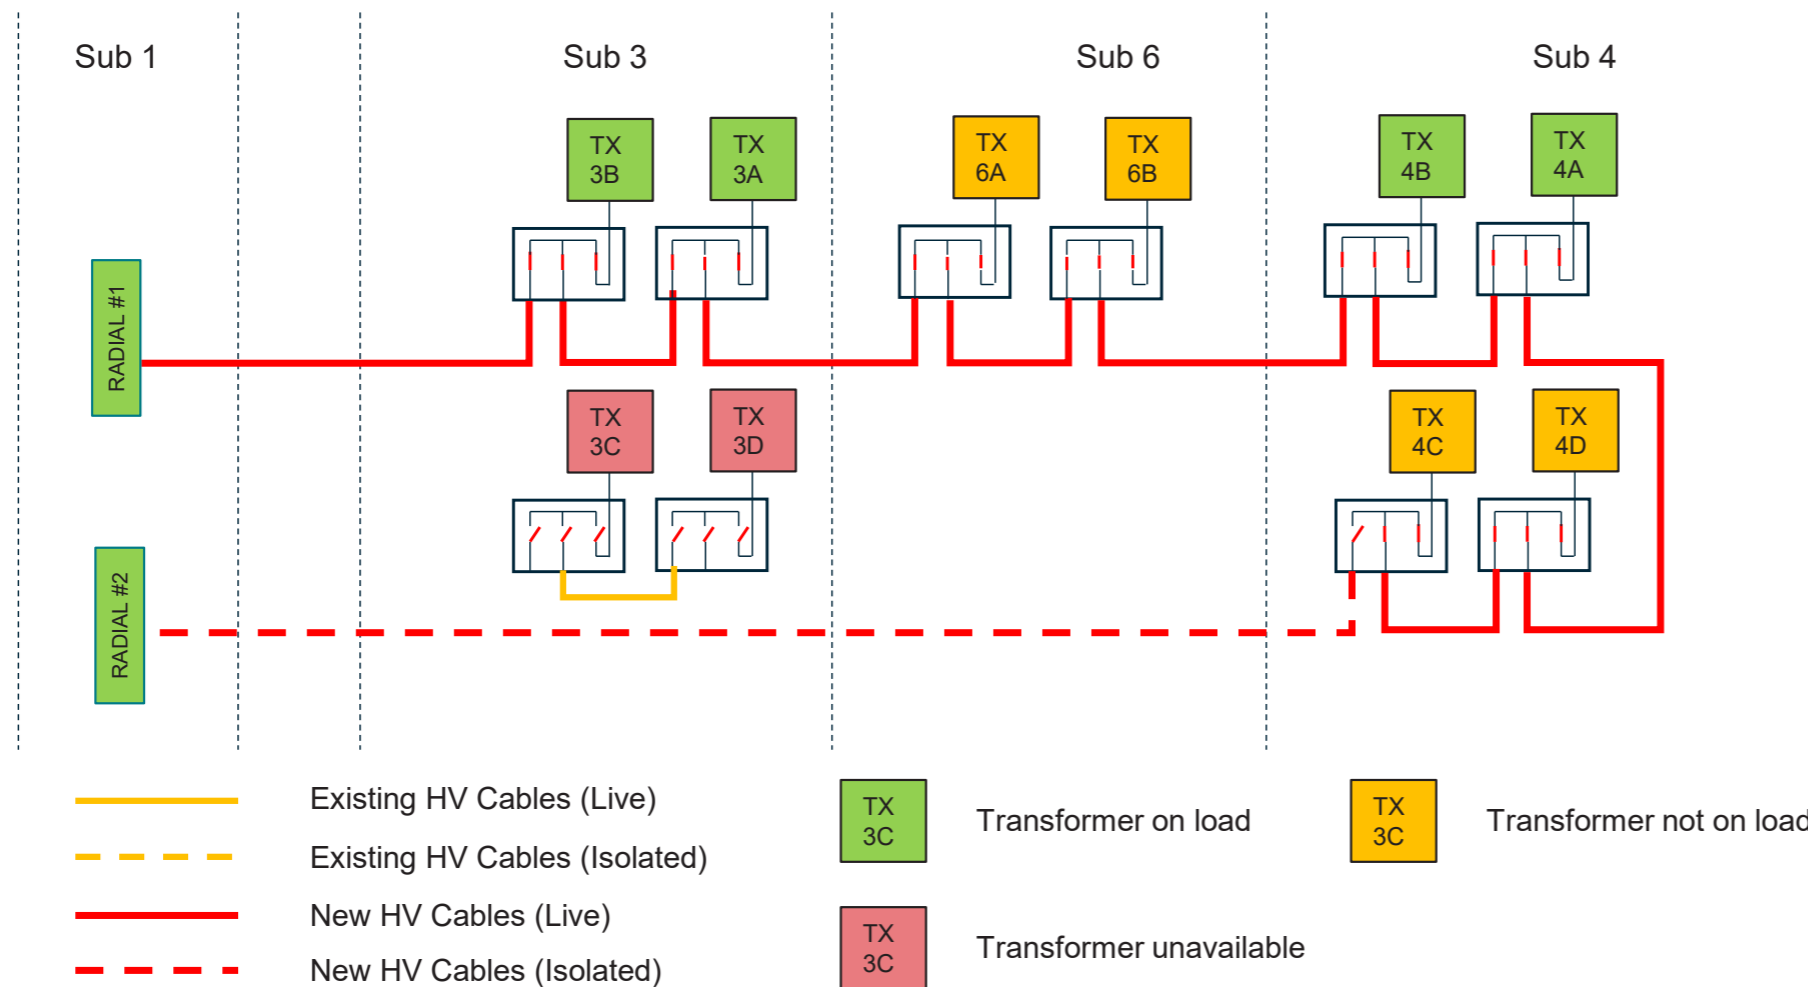 Sub 1
Sub 3
Sub 6
Sub 4
TX
3B
TX
3A
TX
6A
TX
6B
TX
4B
TX
4A
RADIAL #1
TX
3C
TX
3D
TX
4C
TX
4D
RADIAL #2
Existing HV Cables (Live)
Existing HV Cables (Isolated)
New HV Cables (Live)
New HV Cables (Isolated)
TX
3C
Transformer on load
TX
3C
Transformer not on load
TX
3C
Transformer unavailable